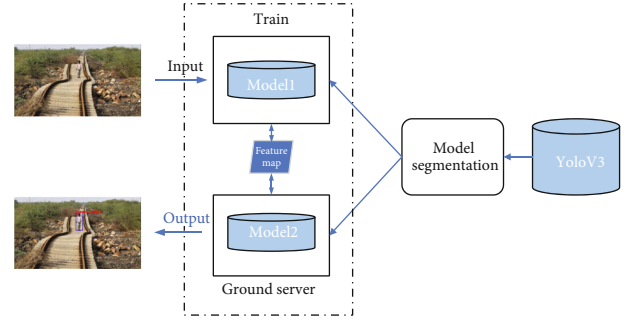 Train
Input
Model1
Feature
map
Model
segmentation
YoloV3
Output
Model2
Ground server